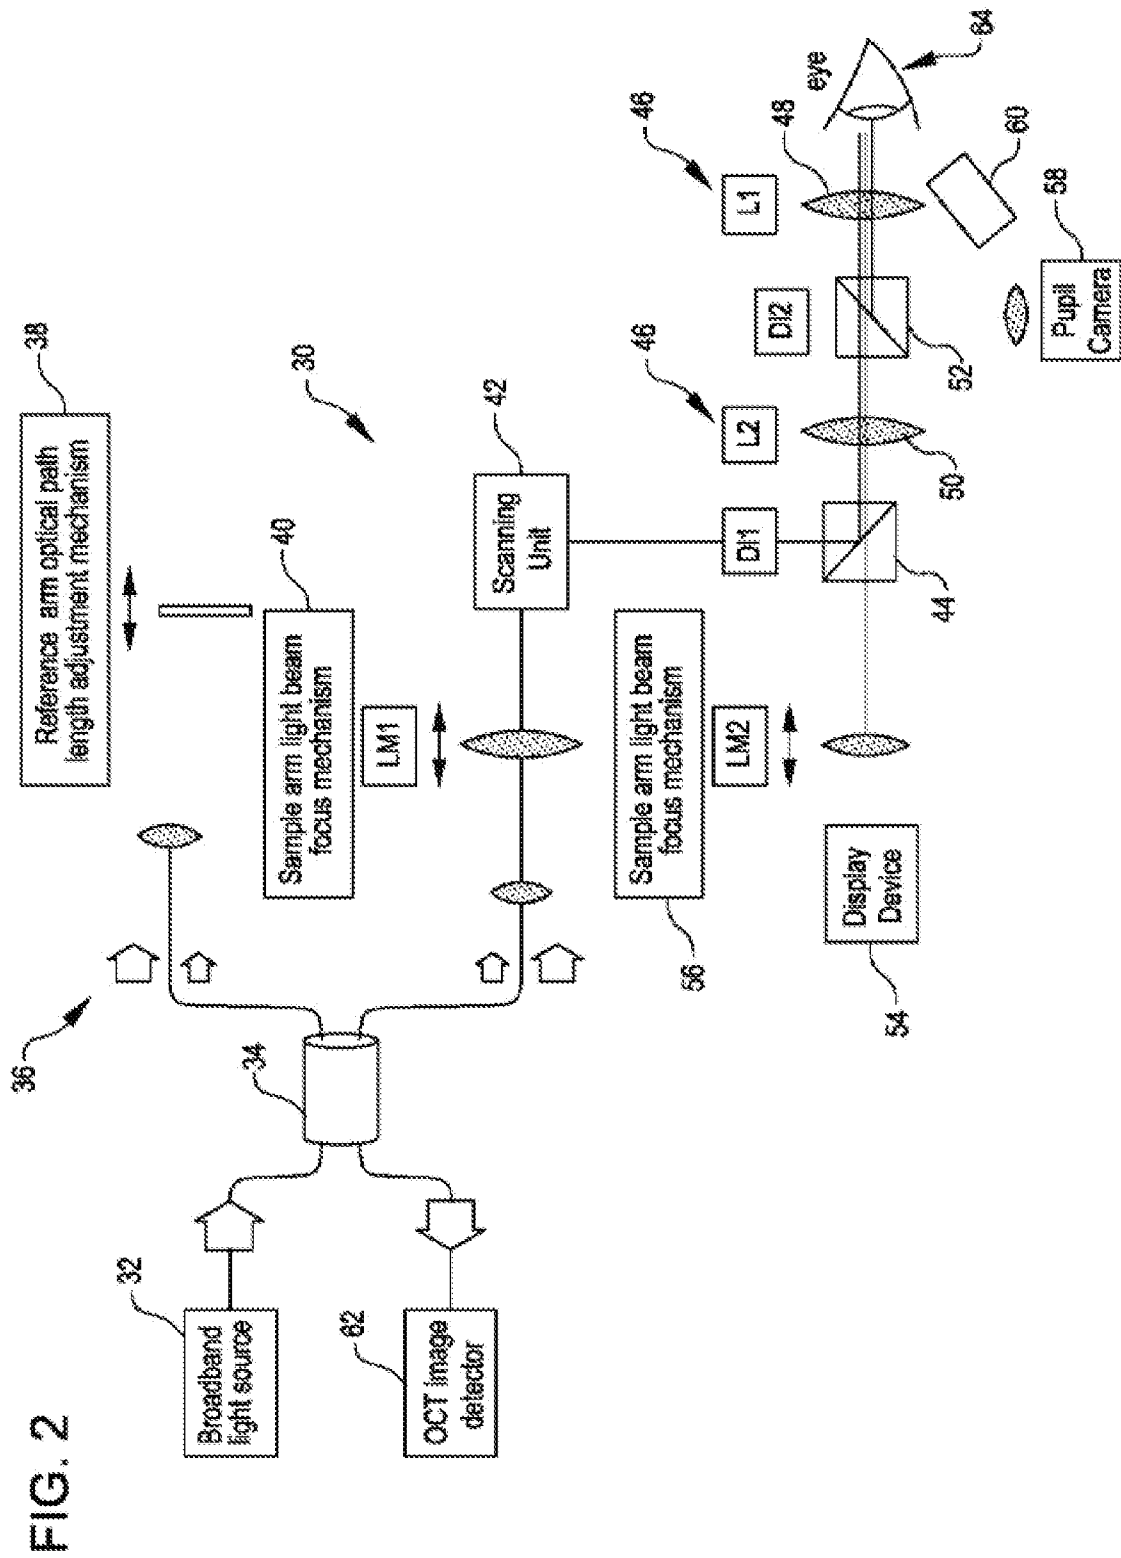 FIG. 2
Broadband
light source
32
OCT image
detector
62
34
36
Reference arm optical path
length adjustment mechanism
38
Sample arm light beam
focus mechanism
40
LM1
30
Scanning
Unit
42
Sample arm light beam
focus mechanism
56
LM2
Display
Device
54
DI1
44
L2
46
50
DI2
52
L1
46
48
eye
64
60
Pupil
Camera
58